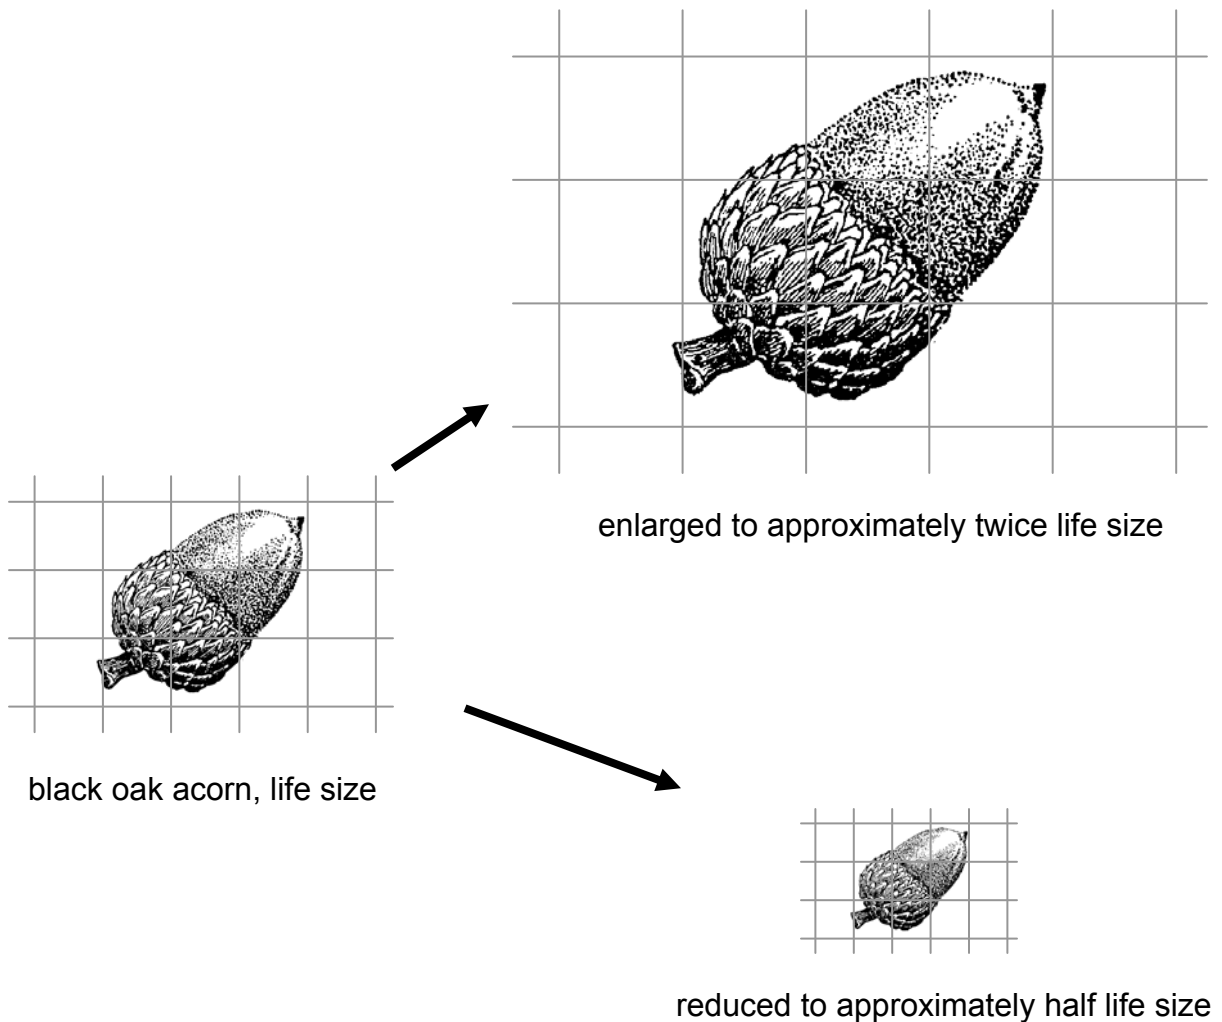 enlarged to approximately twice life size
black oak acorn, life size
reduced to approximately half life size